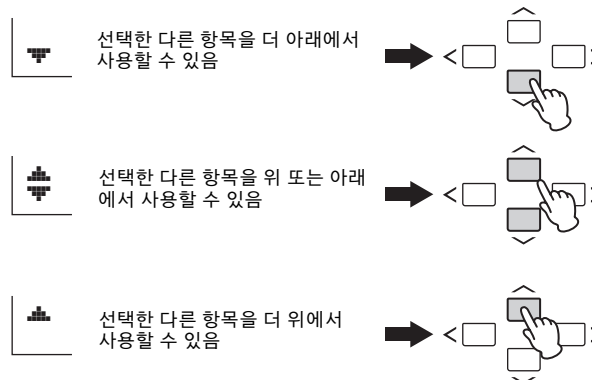 선택한 다른 항목을 더 아래에서
사용할 수 있음
선택한 다른 항목을 위 또는 아래
에서 사용할 수 있음
선택한 다른 항목을 더 위에서
사용할 수 있음